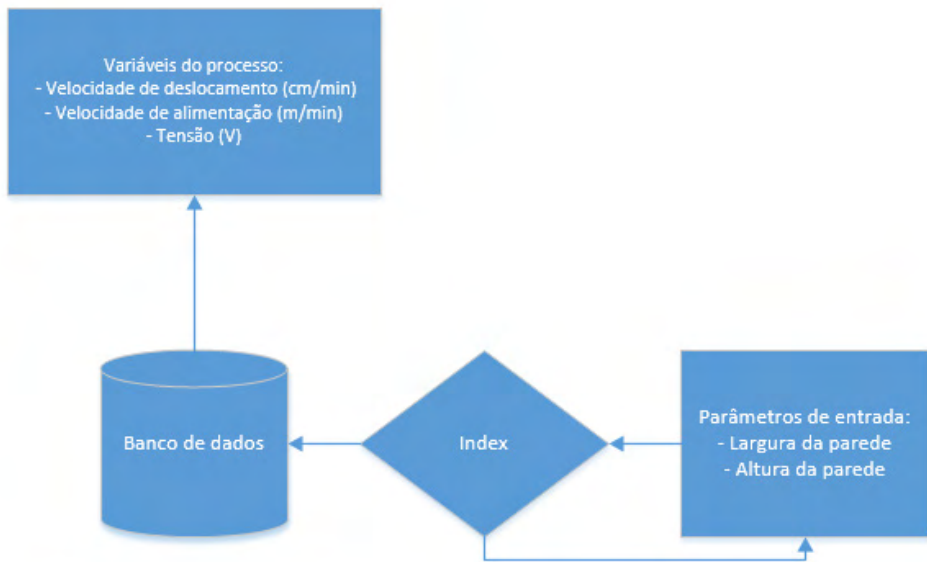 Variáveis do processo:
- Velocidade de deslocamento (cm/min)
- Velocidade de alimentação (m/min)
- Tensão (V)
Banco de dados
Index
Parâmetros de entrada:
- Largura da parede
- Altura da parede